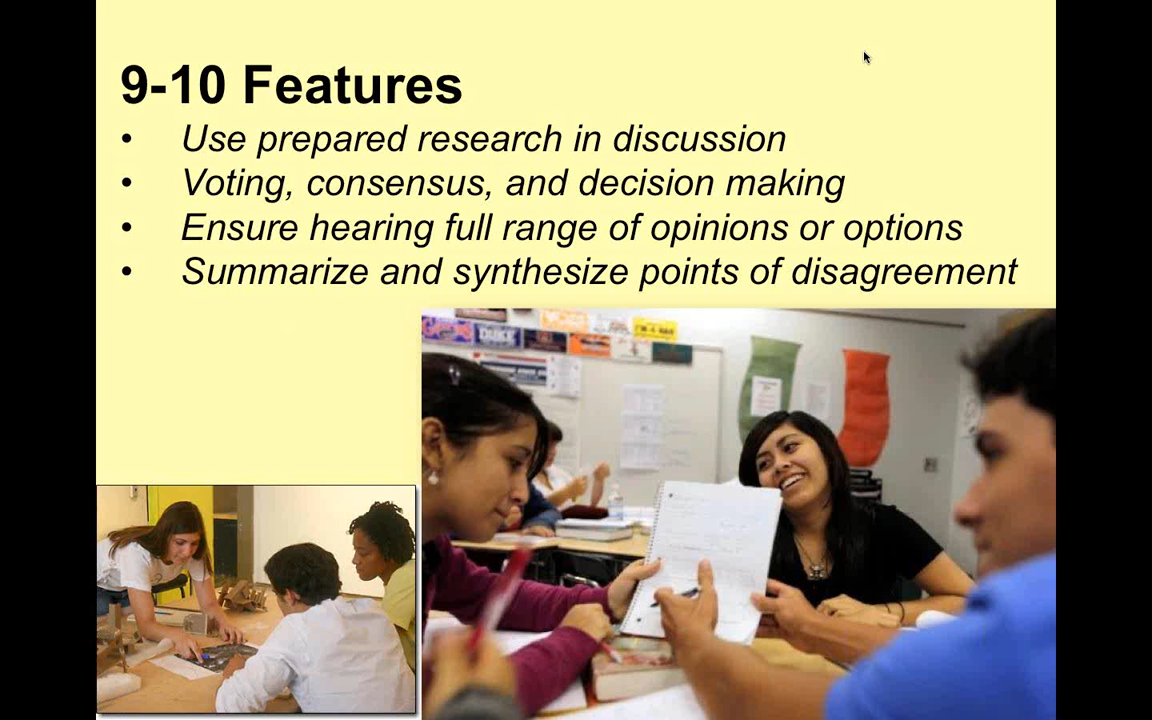 9-10 Features
• Use prepared research in discussion
• Voting, consensus, and decision making
• Ensure hearing full range of opinions or options
• Summarize and synthesize points of disagreement
DUKE